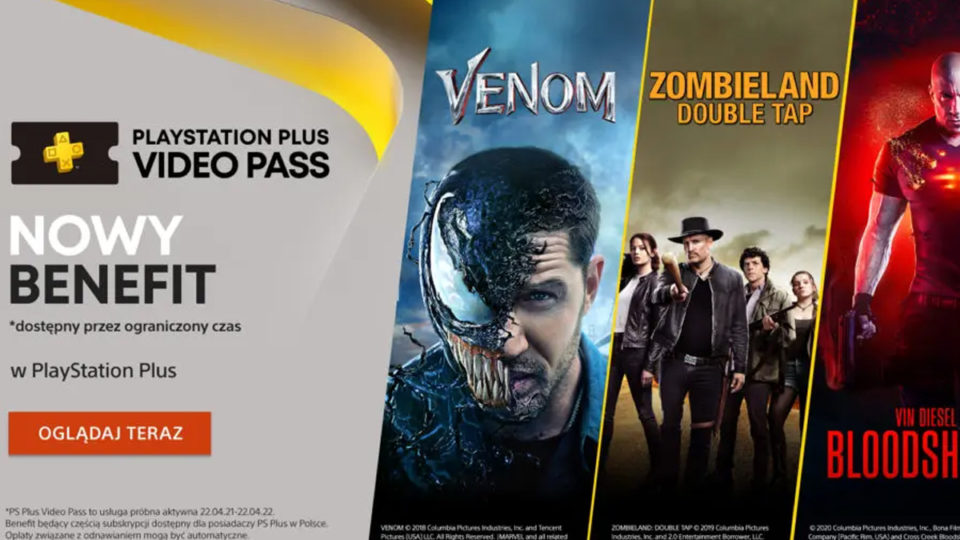 PLAYSTATION PLUS
VIDEO PASS
NOWY
BENEFIT
*dostępny przez ograniczony czas
w PlayStation Plus
OGLĄDAJ TERAZ
*PS Plus Video Pass to usługa próbna aktywna 22.04.21-22.04.22.
Benefit będący częścią subskrypcji dostępny dla posiadaczy PS Plus w Polsce.
Opłaty związane z odnawianiem mogą być automatyczne.
VENOM
VENOM © 2018 Columbia Pictures Industries, Inc. and Tencent
Pictures (USA) LLC. All Rights Reserved. MARVEL and all related
ZOMBIELAND
DOUBLE TAP
ZOMBIELAND: DOUBLE TAP © 2019 Columbia Pictures
Industries, Inc. and 2.0 Entertainment Borrower, LLC.
VIN DIESEL
BLOODSH
© 2020 Columbia Pictures Industries, Inc., Bona Film
Company (Pacific Rim, USA) and Cross Creek Bloods